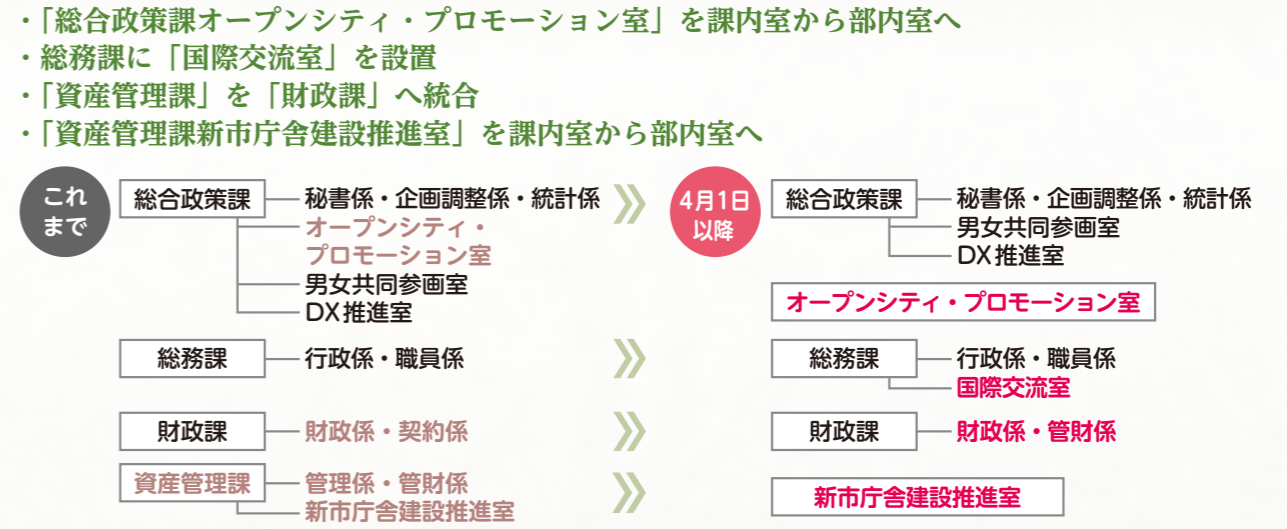 ・「総合政策課オープンシティ・プロモーション室」を課内室から部内室へ
・総務課に「国際交流室」を設置
・「資産管理課」を「財政課」へ統合
・「資産管理課新市庁舎建設推進室」を課内室から部内室へ
これ
まで
総合政策課
秘書係・企画調整係・統計係
オープンシティ・
プロモーション室
男女共同参画室
DX推進室
総務課
行政係・職員係
財政課
財政係・契約係
資産管理課
管理係・管財係
新市庁舎建設推進室
4月1日
以降
総合政策課
秘書係・企画調整係・統計係
男女共同参画室
DX推進室
オープンシティ・プロモーション室
総務課
行政係・職員係
国際交流室
財政課
財政係・管財係
新市庁舎建設推進室